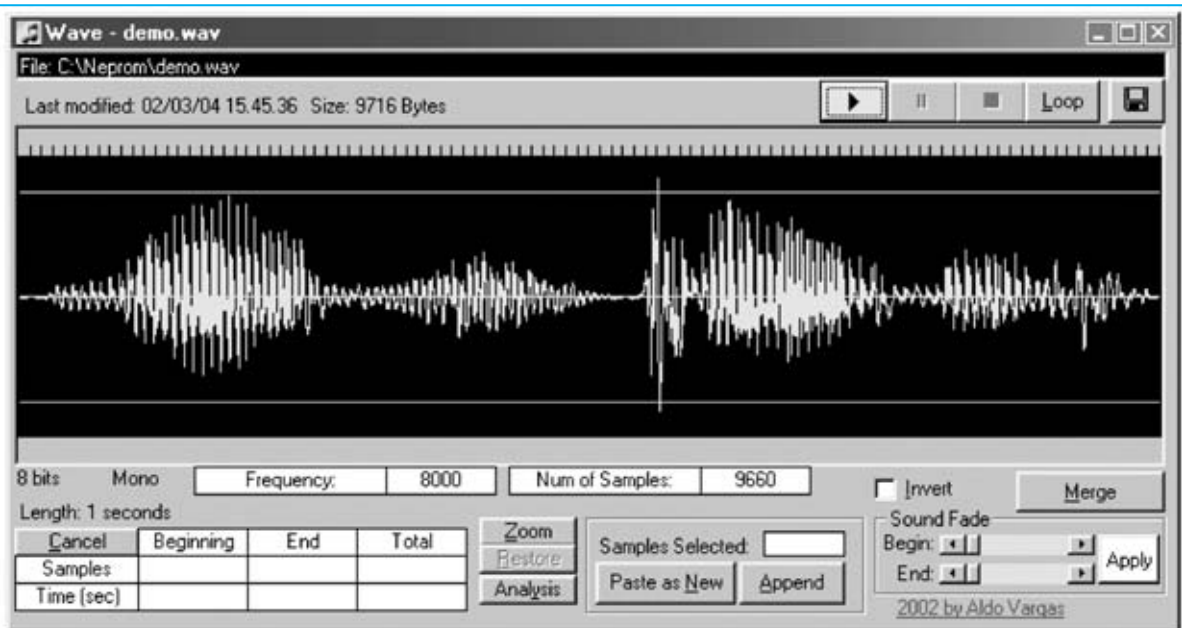 Wave - demo.wav
File: C:\Neprom\demo.wav
Last modified: 02/03/04 15.45.36 Size: 9716 Bytes
Loop
8 bits Mono Frequency: 8000 Num of Samples: 9660
Invert
Merge
Length: 1 seconds
Cancel Beginning End Total
Samples
Time (sec)
Zoom
Restore
Analysis
Samples Selected:
Paste as New Append
Sound Fade
Begin:
End:
Apply
2002 by Aldo Vargas